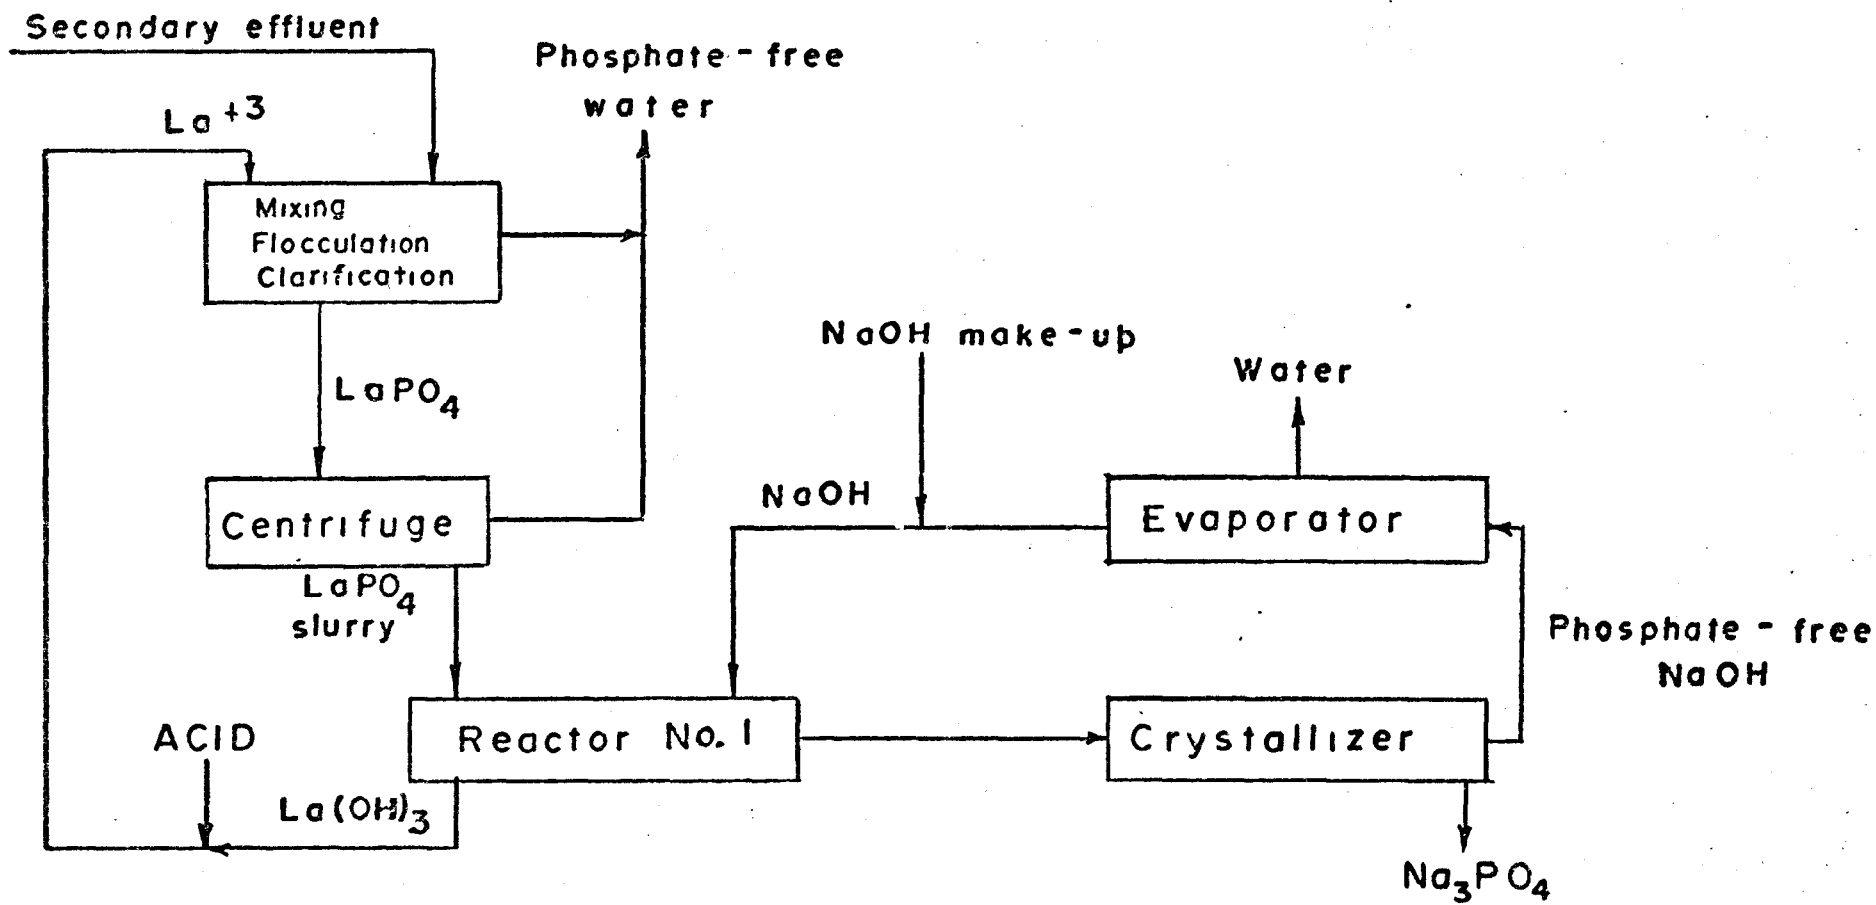 Secondary effluent
Phosphate-free
water
La+3
Mixing
Flocculation
Clarification
NaOH make-up
Water
LaPO4
NaOH
Evaporator
Centrifuge
LaPO4
slurry
Phosphate-free
NaOH
ACID
Reactor No. 1
Crystallizer
La(OH)3
Na3PO4